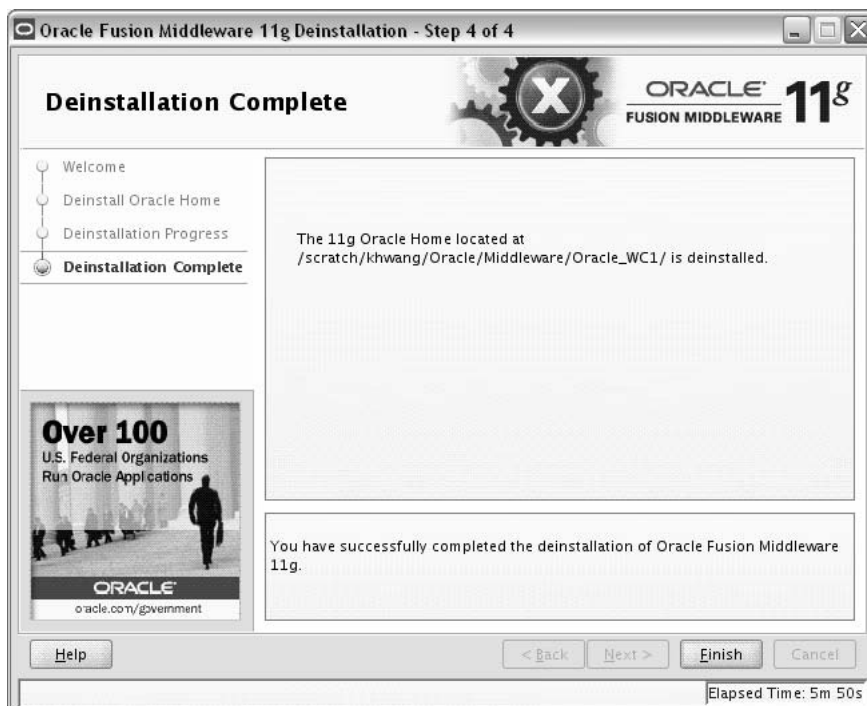 Oracle Fusion Middleware 11g Deinstallation - Step 4 of 4
Deinstallation Complete
ORACLE
FUSION MIDDLEWARE
11g
Welcome
Deinstall Oracle Home
Deinstallation Progress
Deinstallation Complete
The 11g Oracle Home located at
/scratch/khwang/Oracle/Middleware/Oracle_WC1/ is deinstalled.
Over 100
U.S. Federal Organizations
Run Oracle Applications
ORACLE
oracle.com/government
You have successfully completed the deinstallation of Oracle Fusion Middleware
11g.
Help
< Back
Next >
Finish
Cancel
Elapsed Time: 5m 50s